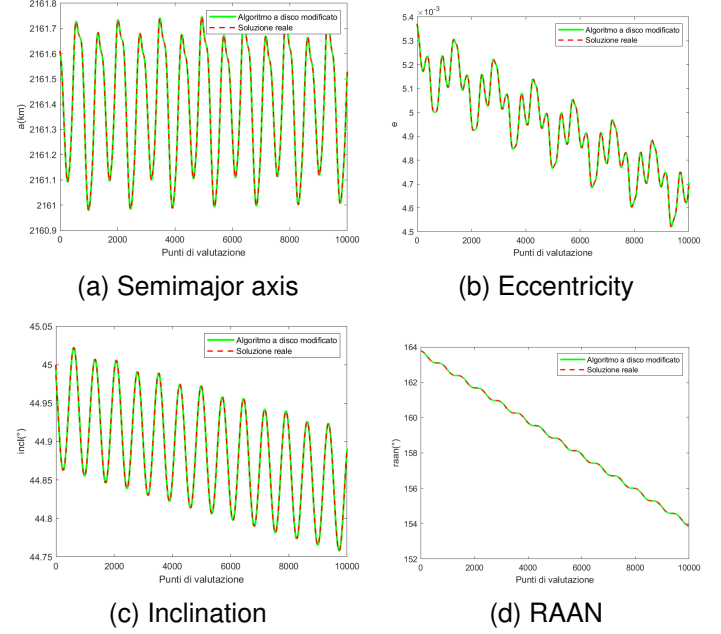 2161.8
2161.7
2161.6
2161.5
2161.4
2161.3
2161.2
2161.1
2161
2160.9
a(km)
0 2000 4000 6000 8000 10000
Punti di valutazione
Algoritmo a disco modificato
Soluzione reale
(a) Semimajor axis
×10⁻³
5.4
5.3
5.2
5.1
5
4.9
4.8
4.7
4.6
4.5
e
0 2000 4000 6000 8000 10000
Punti di valutazione
Algoritmo a disco modificato
Soluzione reale
(b) Eccentricity
45.05
45
44.95
44.9
44.85
44.8
44.75
incl(°)
0 2000 4000 6000 8000 10000
Punti di valutazione
Algoritmo a disco modificato
Soluzione reale
(c) Inclination
164
162
160
158
156
154
152
raan(°)
0 2000 4000 6000 8000 10000
Punti di valutazione
Algoritmo a disco modificato
Soluzione reale
(d) RAAN